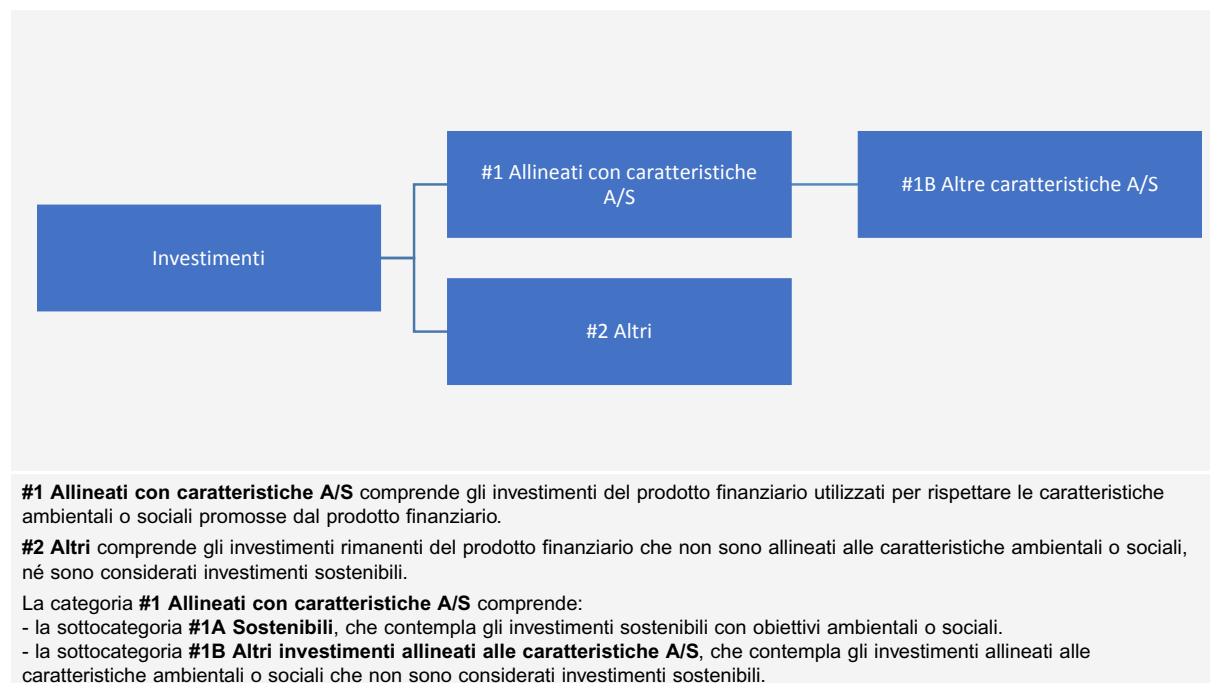 #1 Allineati con caratteristiche
A/S
#1B Altre caratteristiche A/S
Investimenti
#2 Altri
#1 Allineati con caratteristiche A/S comprende gli investimenti del prodotto finanziario utilizzati per rispettare le caratteristiche
ambientali o sociali promosse dal prodotto finanziario.
#2 Altri comprende gli investimenti rimanenti del prodotto finanziario che non sono allineati alle caratteristiche ambientali o sociali,
né sono considerati investimenti sostenibili.
La categoria #1 Allineati con caratteristiche A/S comprende:
- la sottocategoria #1A Sostenibili, che contempla gli investimenti sostenibili con obiettivi ambientali o sociali.
- la sottocategoria #1B Altri investimenti allineati alle caratteristiche A/S, che contempla gli investimenti allineati alle
caratteristiche ambientali o sociali che non sono considerati investimenti sostenibili.